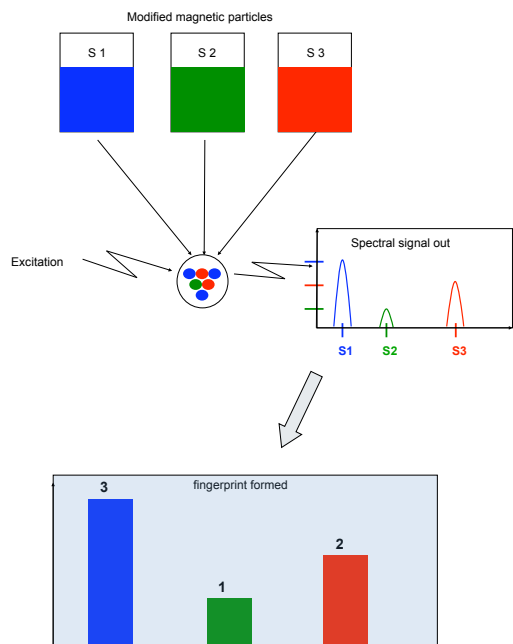 Modified magnetic particles
S 1
S 2
S 3
Spectral signal out
Excitation
S1
S2
S3
fingerprint formed
3
2
1